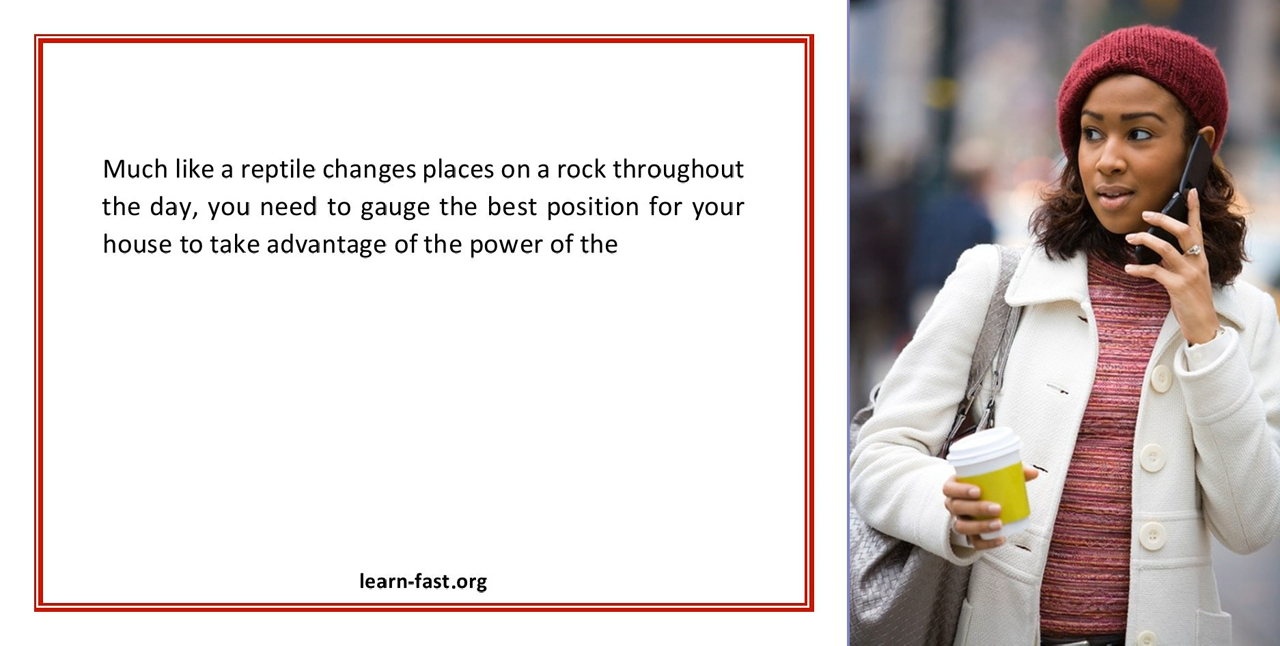 Much like a reptile changes places on a rock throughout
the day, you need to gauge the best position for your
house to take advantage of the power of the
learn-fast.org